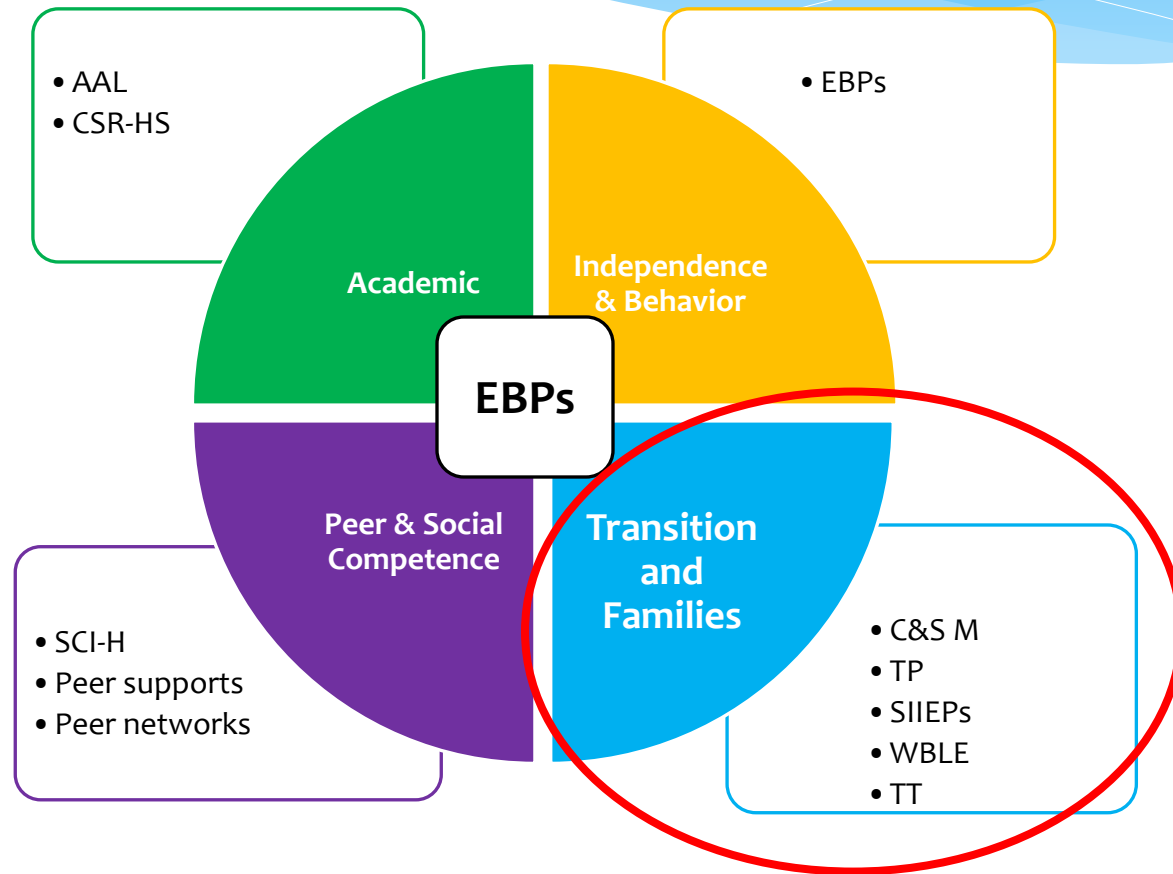 • AAL
• CSR-HS
• EBPs
Academic
Independence
& Behavior
EBPs
Peer & Social
Competence
Transition
and
Families
• SCI-H
• Peer supports
• Peer networks
• C&S M
• TP
• SIIEPs
• WBLE
• TT